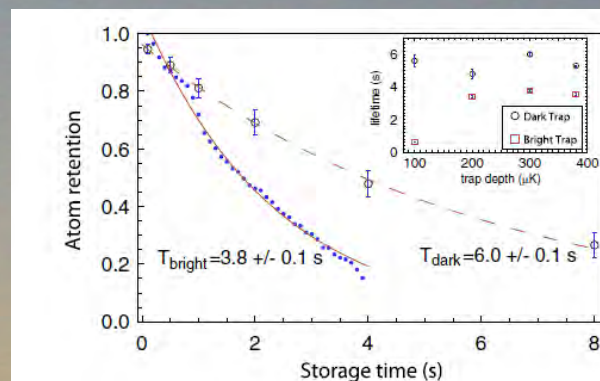 1.0
0.8
0.6
0.4
0.2
0.0
Atom retention
0
2
4
6
8
Storage time (s)
T_bright=3.8 +/- 0.1 s
T_dark=6.0 +/- 0.1 s
6
4
2
0
lifetime (s)
100
200
300
400
trap depth (μK)
Dark Trap
Bright Trap